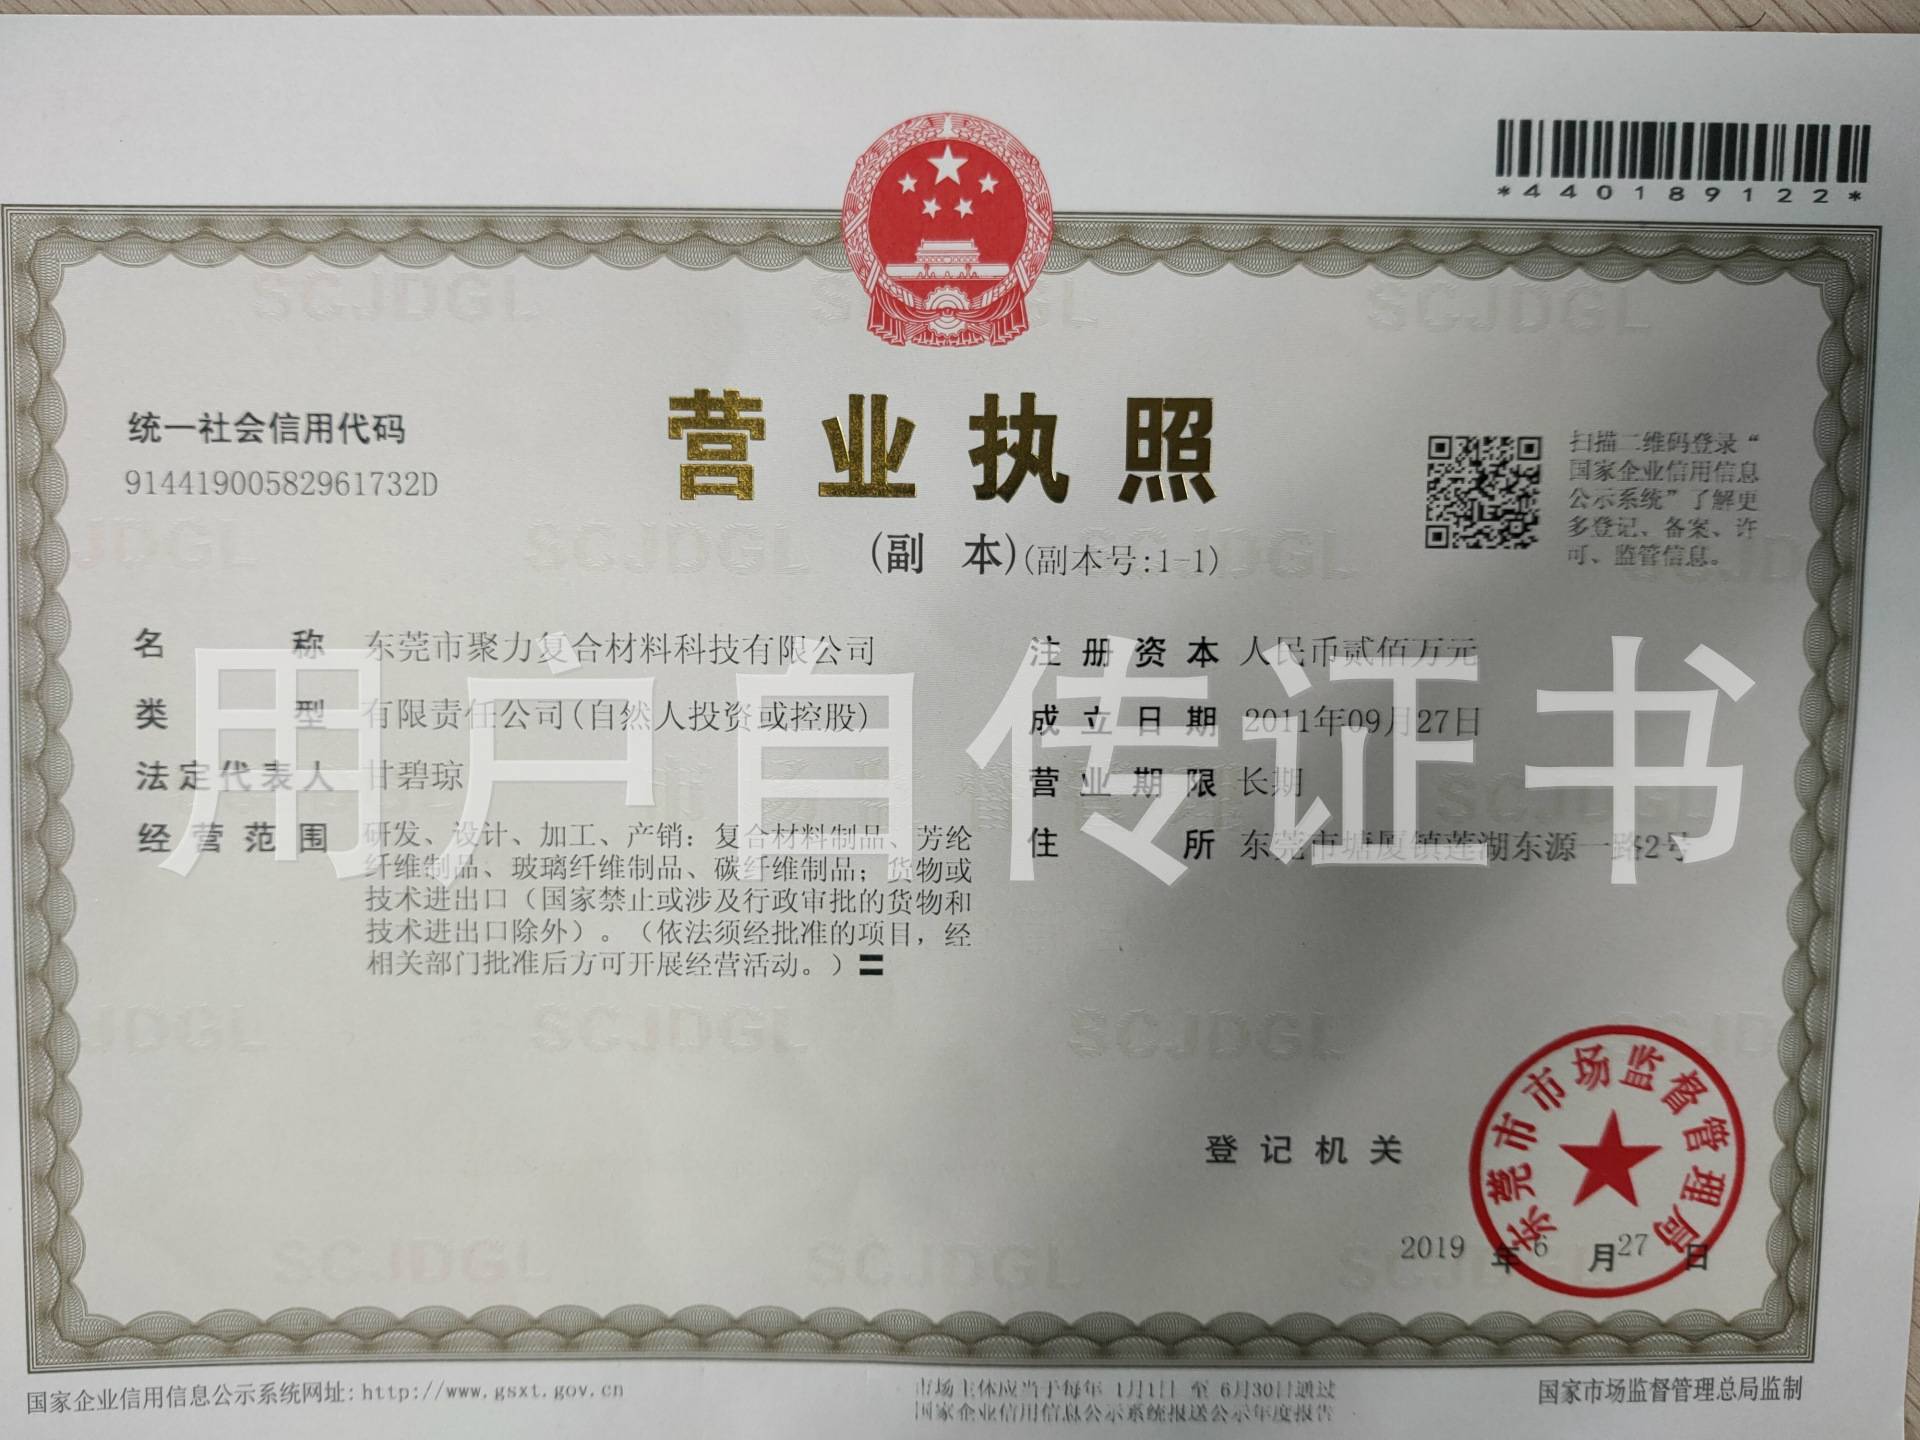 *440189122*
营业执照
(副 本)(副本号:1-1)
统一社会信用代码
91441900582961732D
扫描二维码登录“
国家企业信用信息
公示系统”了解更
多登记、备案、许
可、监管信息。
名称 东莞市聚力复合材料科技有限公司
类型 有限责任公司(自然人投资或控股)
法定代表人 甘碧琼
经营范围 研发、设计、加工、产销：复合材料制品、芳纶
纤维制品、玻璃纤维制品、碳纤维制品；货物或
技术进出口（国家禁止或涉及行政审批的货物和
技术进出口除外）。（依法须经批准的项目，经
相关部门批准后方可开展经营活动。）
注册资本 人民币贰佰万元
成立日期 2011年09月27日
营业期限 长期
住所 东莞市塘厦镇莲湖东源一路2号
用户自传证书
登记机关
东莞市市场监督管理局
2019 年 6 月 27 日
国家企业信用信息公示系统网址:http://www.gsxt.gov.cn
市场主体应当于每年 1月1日 至 6月30日通过
国家企业信用信息公示系统报送公示年度报告
国家市场监督管理总局监制
SCJDGL